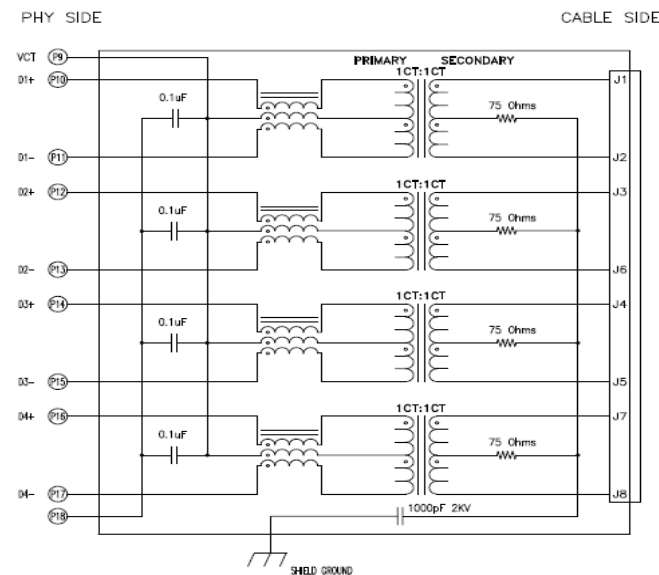 PHY SIDE
CABLE SIDE
VCT P9
PRIMARY SECONDARY
D1+ P10
1CT:1CT
J1
0.1uF
75 Ohms
D1- P11
J2
D2+ P12
1CT:1CT
J3
0.1uF
75 Ohms
D2- P13
J6
D3+ P14
1CT:1CT
J4
0.1uF
75 Ohms
D3- P15
J5
D4+ P16
1CT:1CT
J7
0.1uF
75 Ohms
D4- P17
J8
P18
1000pF 2KV
SHIELD GROUND